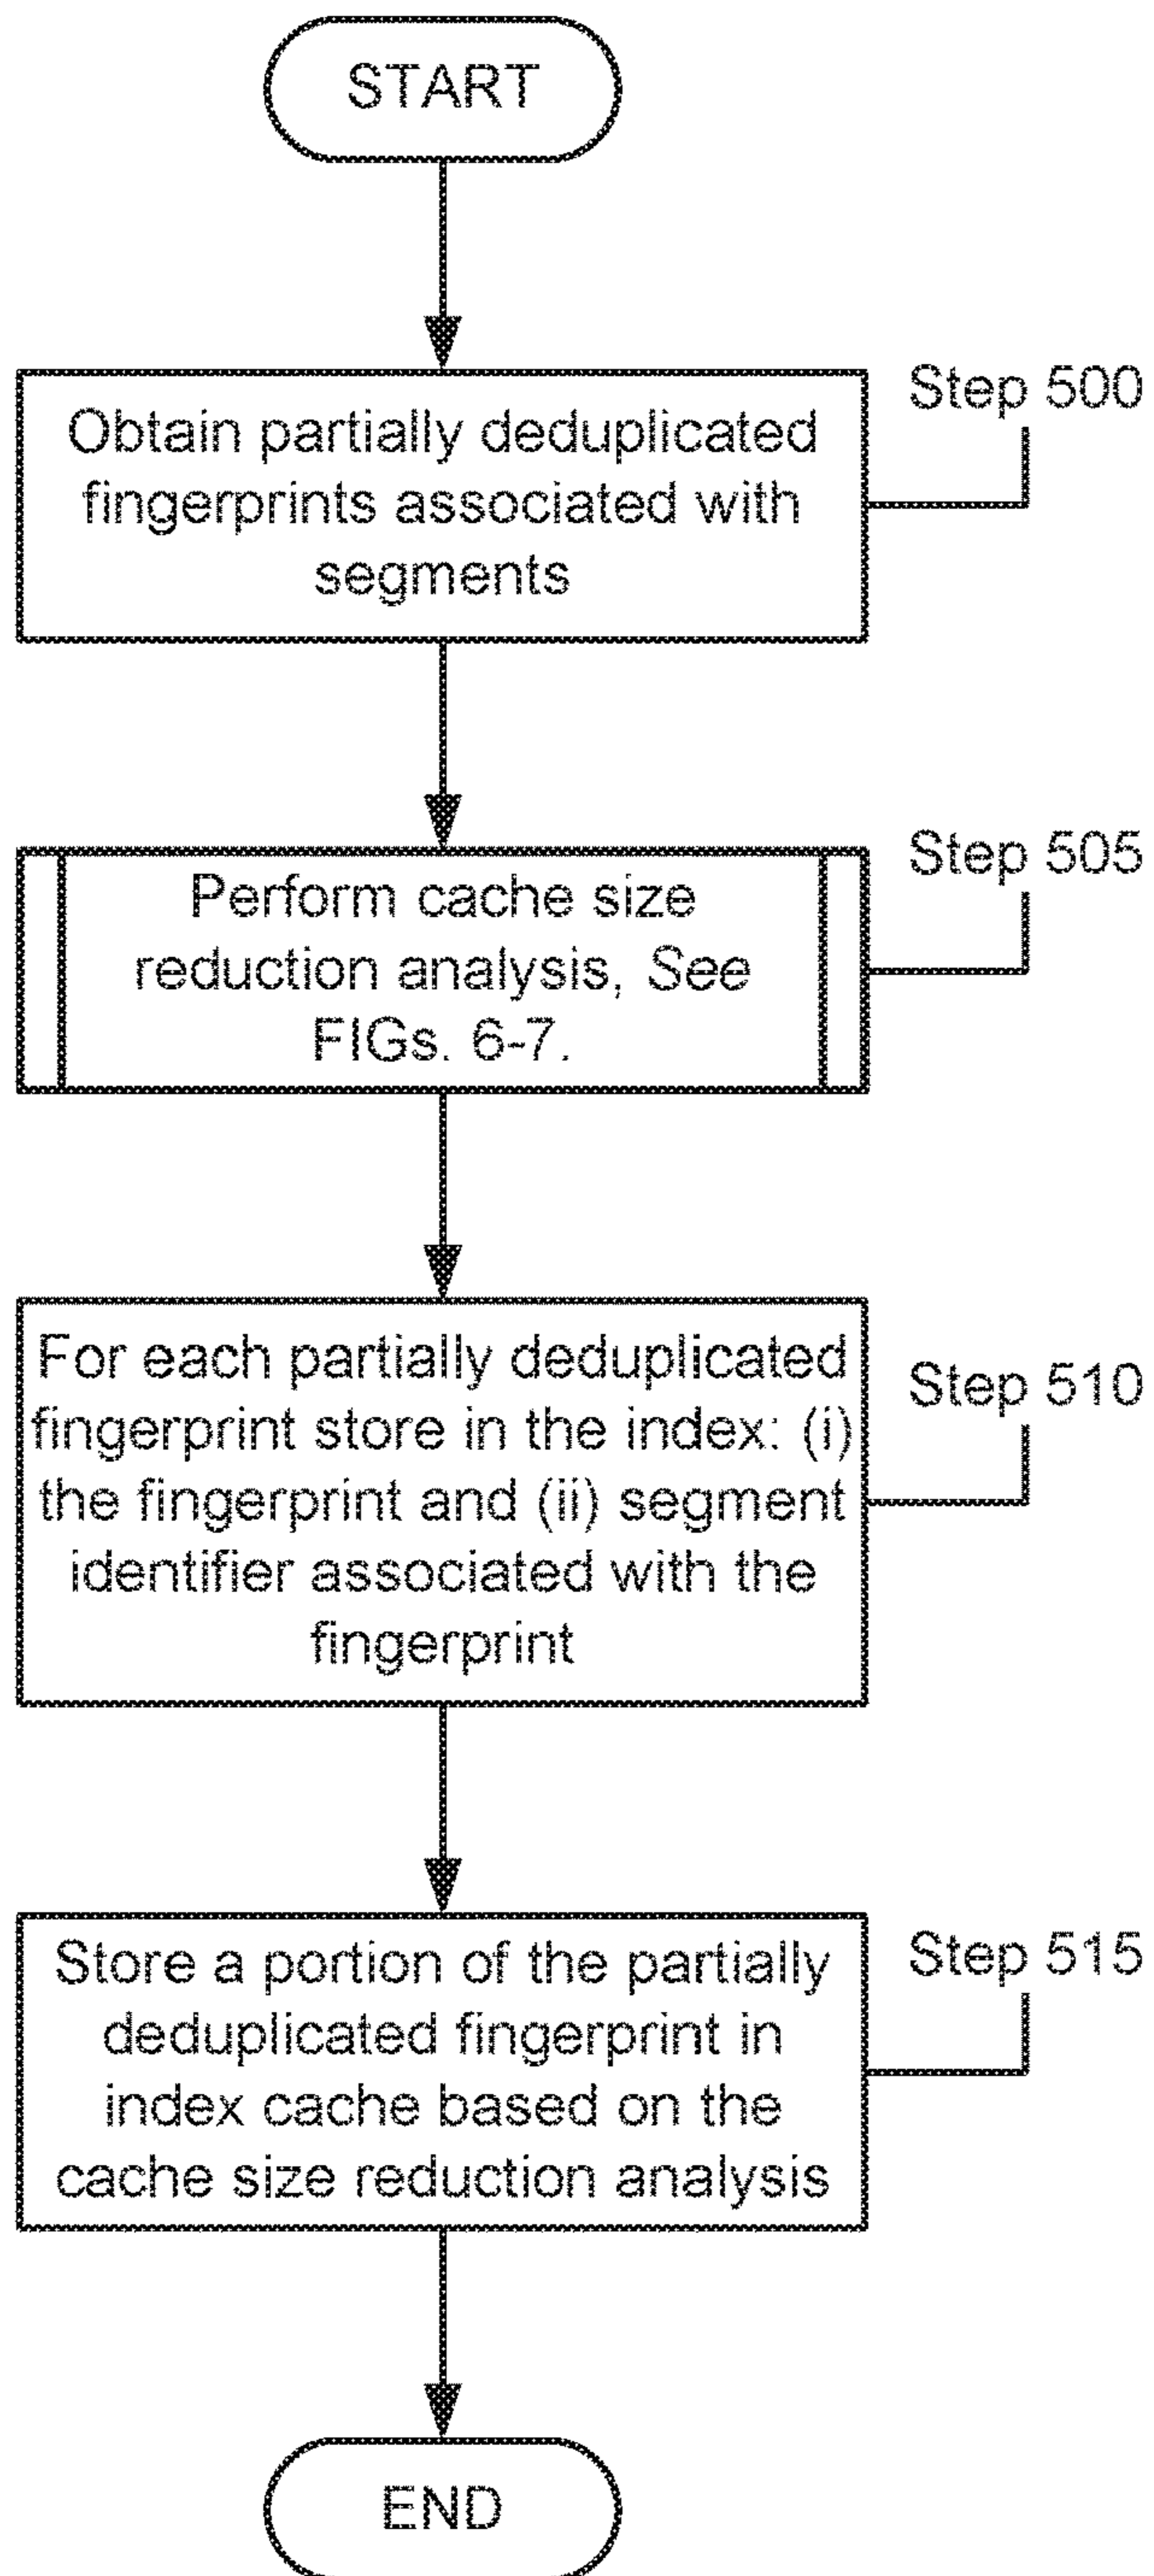 START
Step 500
Obtain partially deduplicated
fingerprints associated with
segments
Step 505
Perform cache size
reduction analysis, See
FIGs. 6-7.
Step 510
For each partially deduplicated
fingerprint store in the index: (i)
the fingerprint and (ii) segment
identifier associated with the
fingerprint
Step 515
Store a portion of the partially
deduplicated fingerprint in
index cache based on the
cache size reduction analysis
END